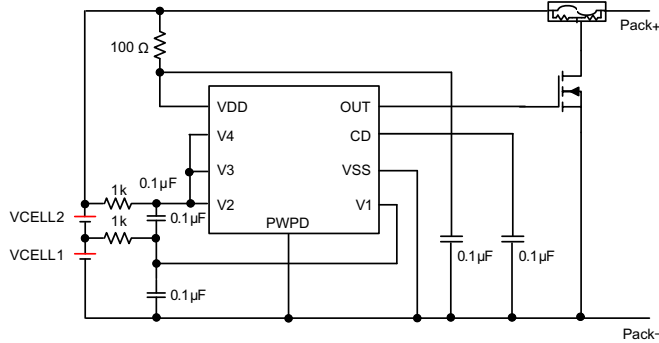 Pack+
100 Ω
VDD
OUT
V4
CD
V3
VSS
0.1µF
1k
V2
V1
0.1µF
VCELL2
PWPD
1k
VCELL1
0.1µF
0.1µF
0.1µF
Pack–